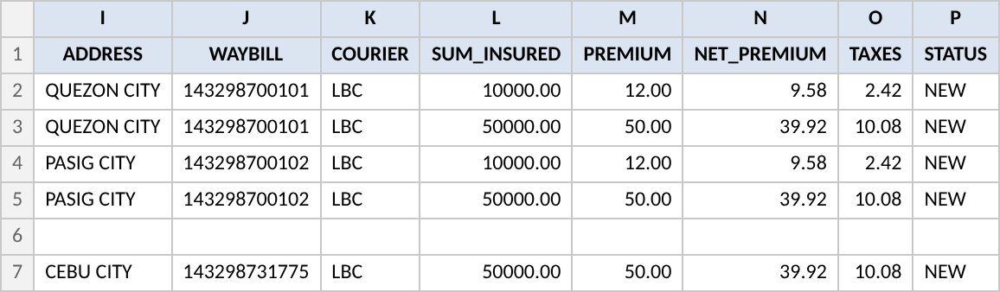 I J K L M N O P
1 ADDRESS WAYBILL COURIER SUM_INSURED PREMIUM NET_PREMIUM TAXES STATUS
2 QUEZON CITY 143298700101 LBC 10000.00 12.00 9.58 2.42 NEW
3 QUEZON CITY 143298700101 LBC 50000.00 50.00 39.92 10.08 NEW
4 PASIG CITY 143298700102 LBC 10000.00 12.00 9.58 2.42 NEW
5 PASIG CITY 143298700102 LBC 50000.00 50.00 39.92 10.08 NEW
6
7 CEBU CITY 143298731775 LBC 50000.00 50.00 39.92 10.08 NEW